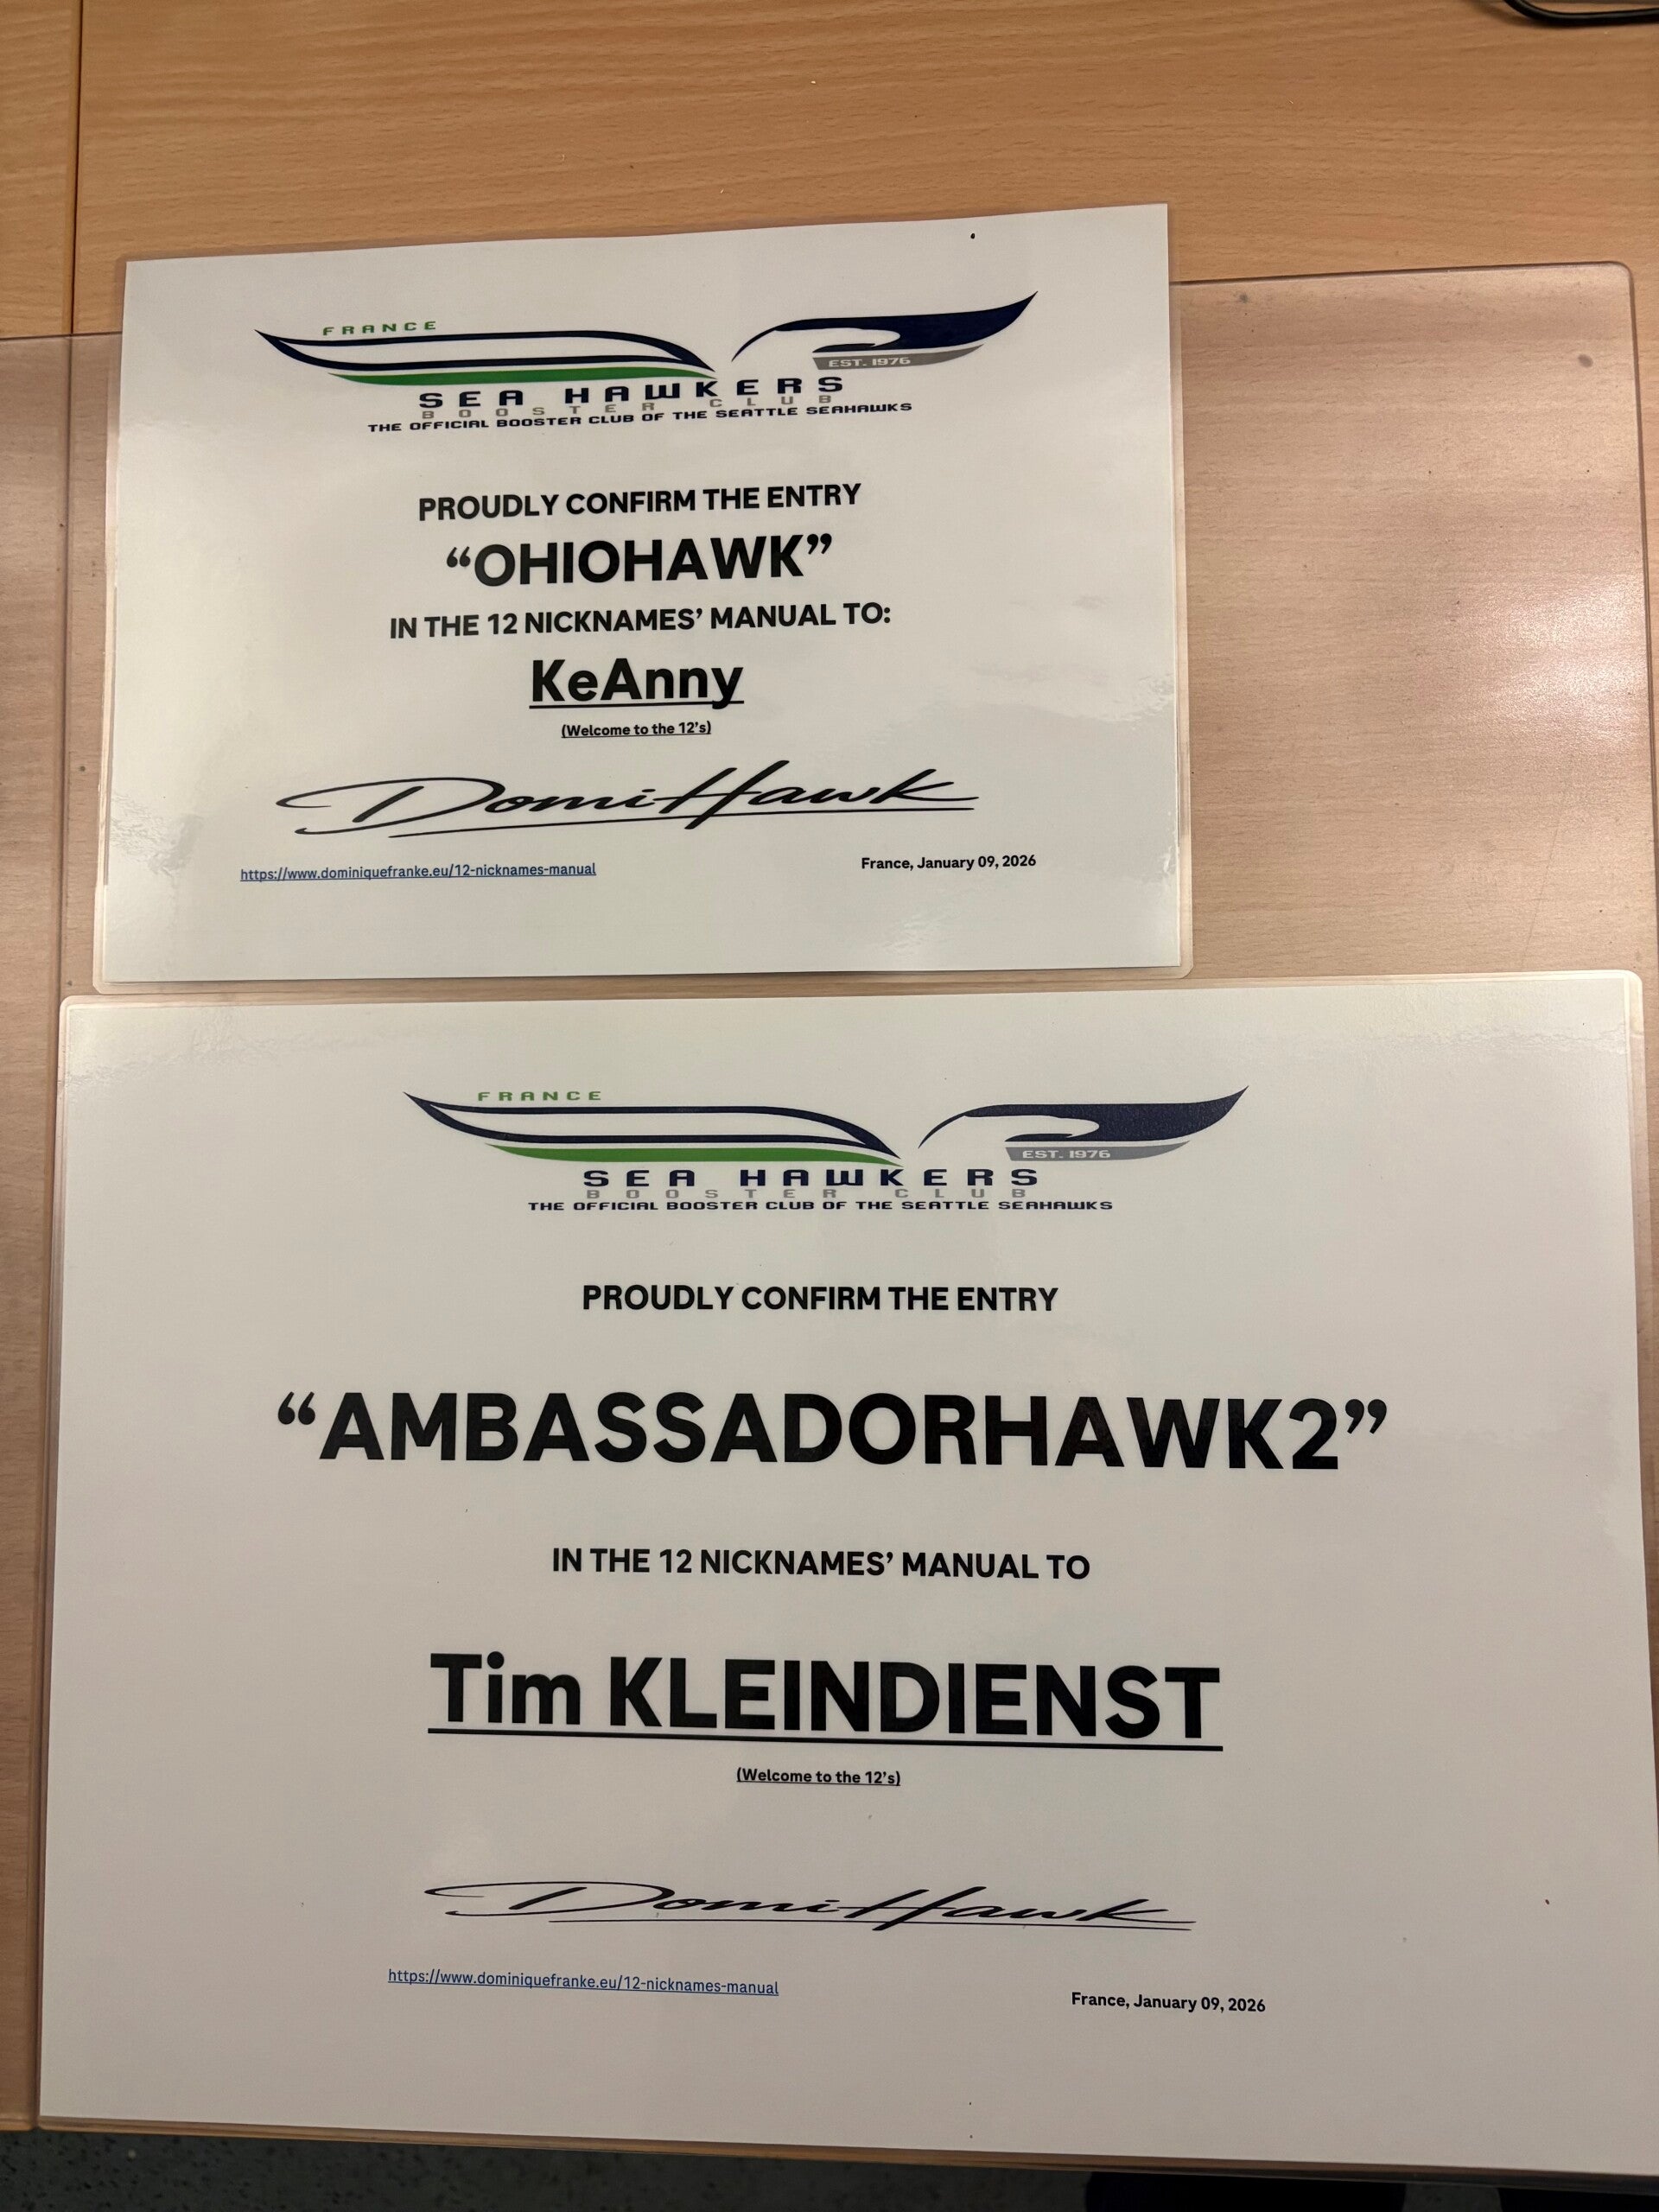 FRANCE
EST. 1976
SEA HAWKERS
BOOSTER CLUB
THE OFFICIAL BOOSTER CLUB OF THE SEATTLE SEAHAWKS
PROUDLY CONFIRM THE ENTRY
“OHIOHAWK”
IN THE 12 NICKNAMES’ MANUAL TO:
KeAnny
(Welcome to the 12’s)
DomiHawk
https://www.dominiquefranke.eu/12-nicknames-manual
France, January 09, 2026
FRANCE
EST. 1976
SEA HAWKERS
BOOSTER CLUB
THE OFFICIAL BOOSTER CLUB OF THE SEATTLE SEAHAWKS
PROUDLY CONFIRM THE ENTRY
“AMBASSADORHAWK2”
IN THE 12 NICKNAMES’ MANUAL TO
Tim KLEINDIENST
(Welcome to the 12’s)
DomiHawk
https://www.dominiquefranke.eu/12-nicknames-manual
France, January 09, 2026